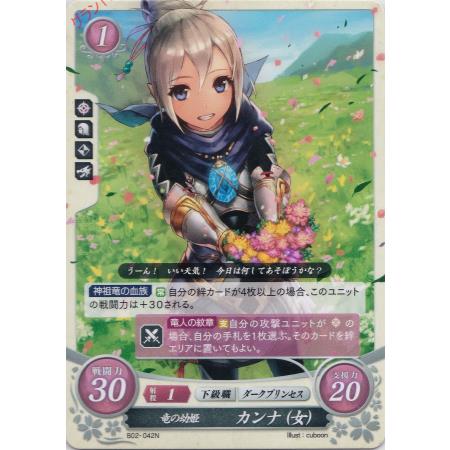 1
うーん! いい天気! 今日は何してあそぼうかな?
神祖竜の血族 常 自分の絆カードが4枚以上の場合、このユニット
の戦闘力は+30される。
竜人の紋章 支 自分の攻撃ユニットが の
場合、自分の手札を1枚選ぶ。そのカードを絆
エリアに置いてもよい。
戦闘力
30
射程 1
下級職
ダークプリンセス
支援力
20
竜の幼姫 カンナ(女)
B02-042N
Illust : cuboon